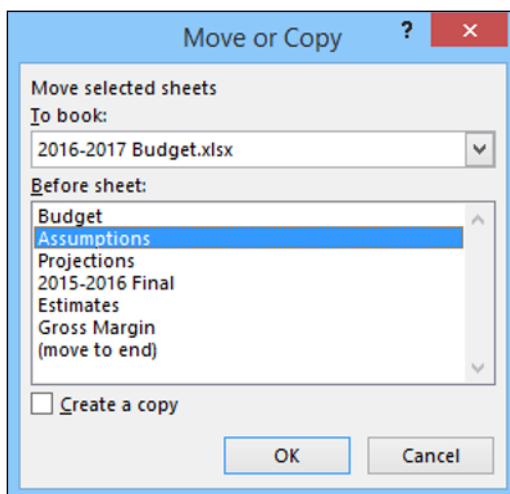 Move or Copy ?
Move selected sheets
To book:
2016-2017 Budget.xlsx
Before sheet:
Budget
Assumptions
Projections
2015-2016 Final
Estimates
Gross Margin
(move to end)
Create a copy
OK Cancel